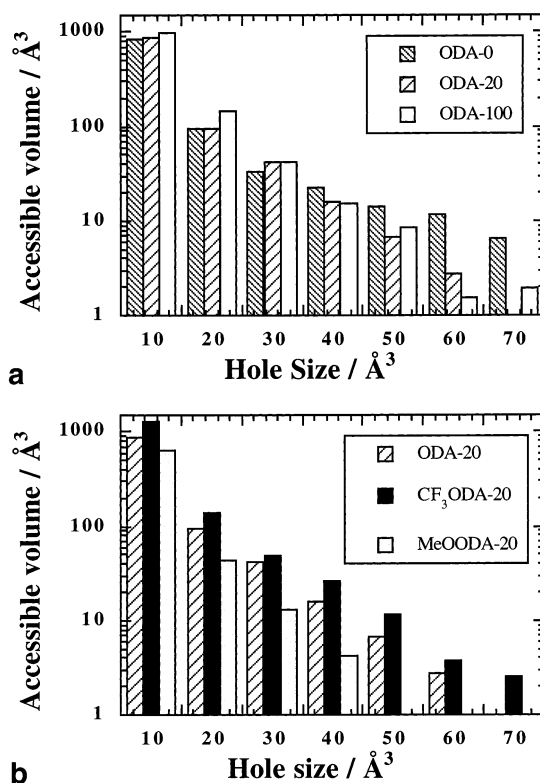 Accessible volume / Å³
1000
100
10
1
ODA-0
ODA-20
ODA-100
10 20 30 40 50 60 70
Hole Size / Å³
a
Accessible volume / Å³
1000
100
10
1
ODA-20
CF₃ODA-20
MeOODA-20
10 20 30 40 50 60 70
Hole size / Å³
b